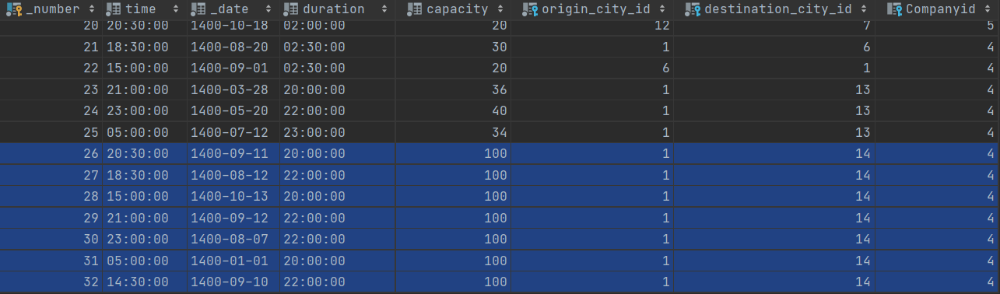 _number time _date duration capacity origin_city_id destination_city_id Companyid
20 20:30:00 1400-10-18 02:00:00 20 12 7 5
21 18:30:00 1400-08-20 02:30:00 30 1 6 4
22 15:00:00 1400-09-01 02:30:00 20 6 1 4
23 21:00:00 1400-03-28 20:00:00 36 1 13 4
24 23:00:00 1400-05-20 22:00:00 40 1 13 4
25 05:00:00 1400-07-12 23:00:00 34 1 13 4
26 20:30:00 1400-09-11 20:00:00 100 1 14 4
27 18:30:00 1400-08-12 22:00:00 100 1 14 4
28 15:00:00 1400-10-13 20:00:00 100 1 14 4
29 21:00:00 1400-09-12 22:00:00 100 1 14 4
30 23:00:00 1400-08-07 22:00:00 100 1 14 4
31 05:00:00 1400-01-01 20:00:00 100 1 14 4
32 14:30:00 1400-09-10 22:00:00 100 1 14 4